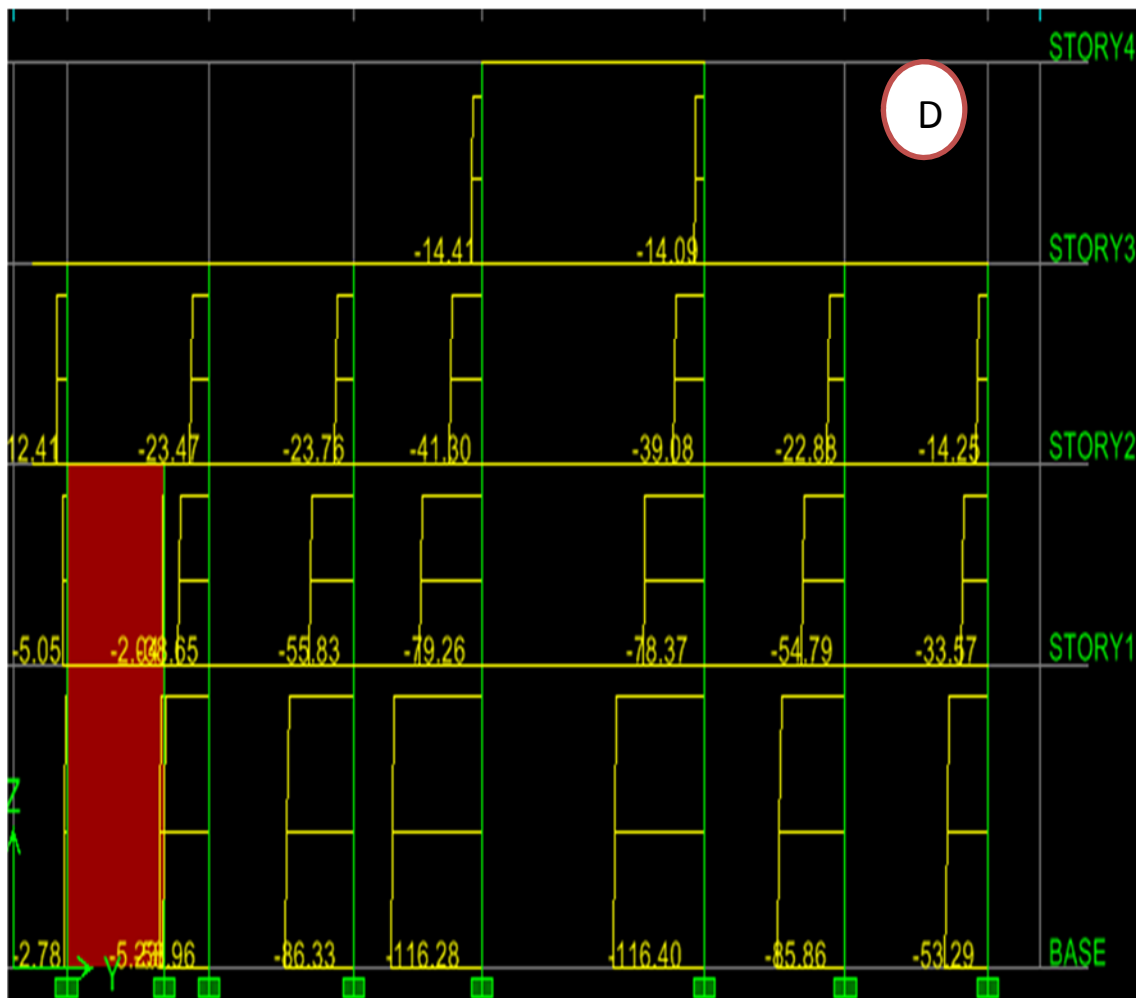 STORY4
D
-14.41 -14.09 STORY3
12.41 -23.47 -23.76 -41.30 -39.08 -22.83 -14.25 STORY2
-5.05 -55.83 -79.26 -78.37 -54.79 -33.57 STORY1
Z
-2.78 Y -86.33 -116.28 -116.40 -85.86 -53.29 BASE